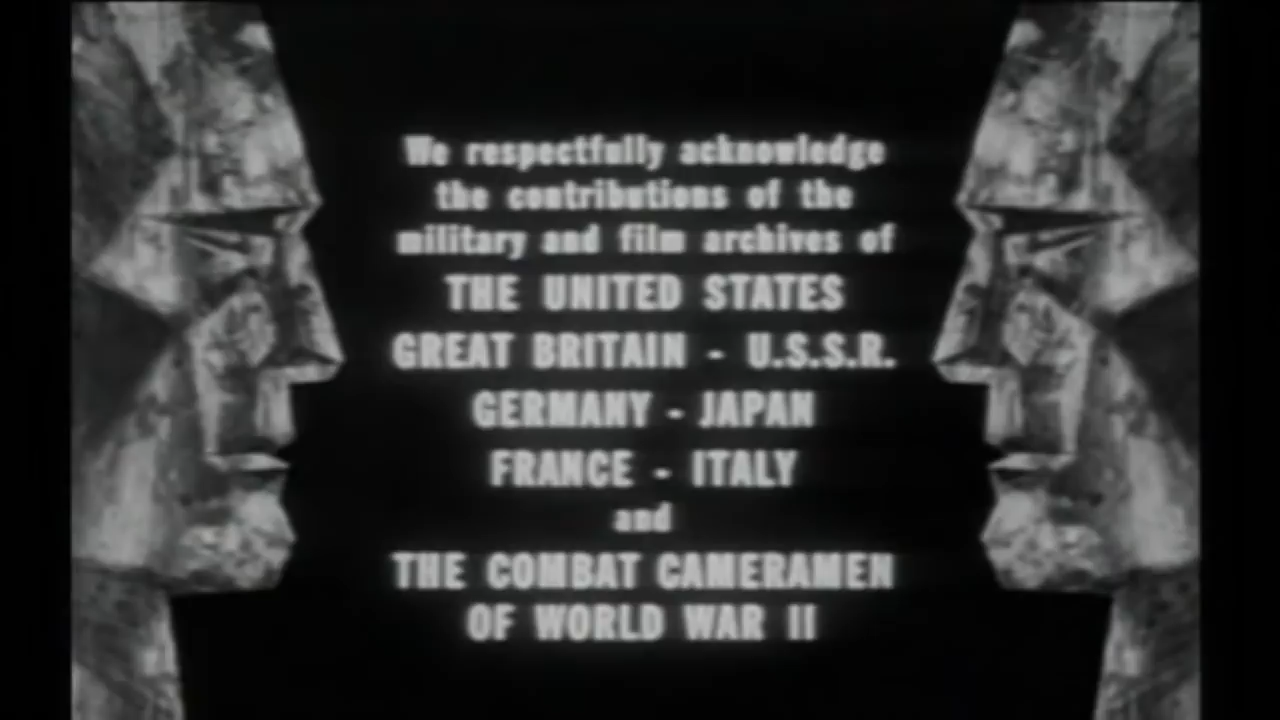 We respectfully acknowledge
the contributions of the
military and film archives of
THE UNITED STATES
GREAT BRITAIN - U.S.S.R.
GERMANY - JAPAN
FRANCE - ITALY
and
THE COMBAT CAMERAMEN
OF WORLD WAR II